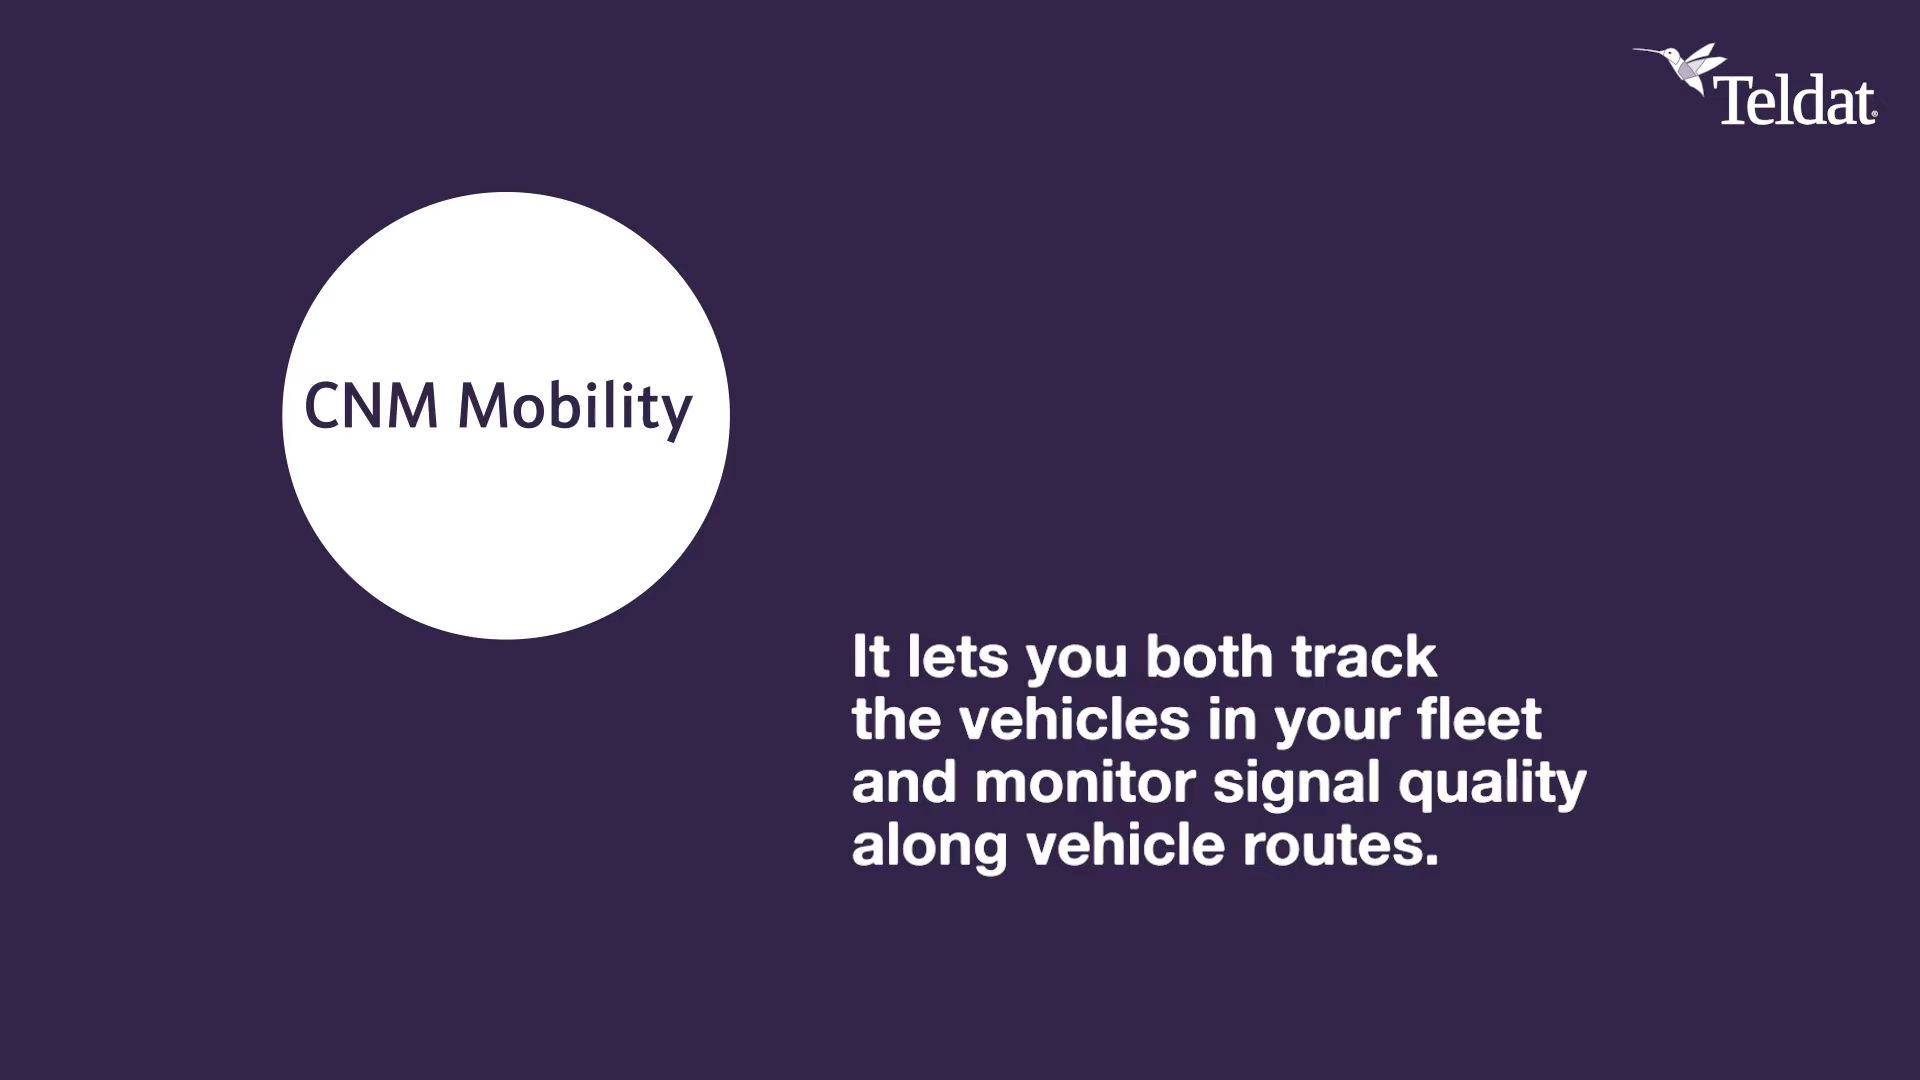 Teldat®
CNM Mobility
It lets you both track
the vehicles in your fleet
and monitor signal quality
along vehicle routes.